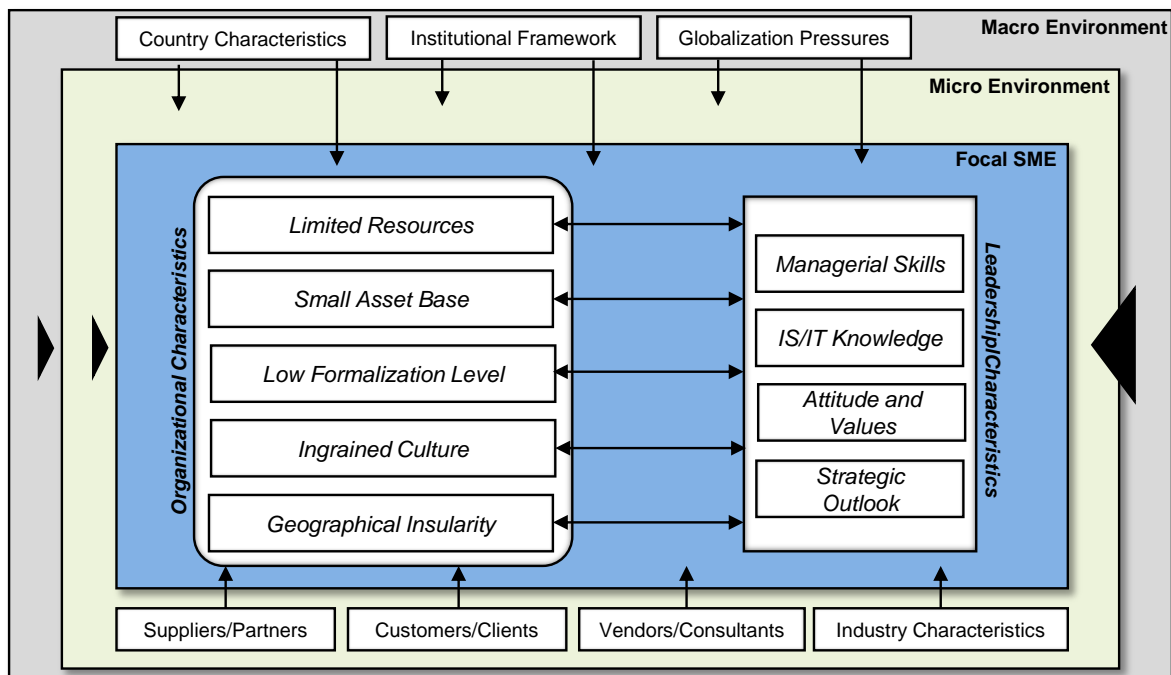 Macro Environment
Country Characteristics
Institutional Framework
Globalization Pressures
Micro Environment
Focal SME
Organizational Characteristics
Limited Resources
Small Asset Base
Low Formalization Level
Ingrained Culture
Geographical Insularity
Managerial Skills
IS/IT Knowledge
Attitude and
Values
Strategic
Outlook
Leadership/Characteristics
Suppliers/Partners
Customers/Clients
Vendors/Consultants
Industry Characteristics